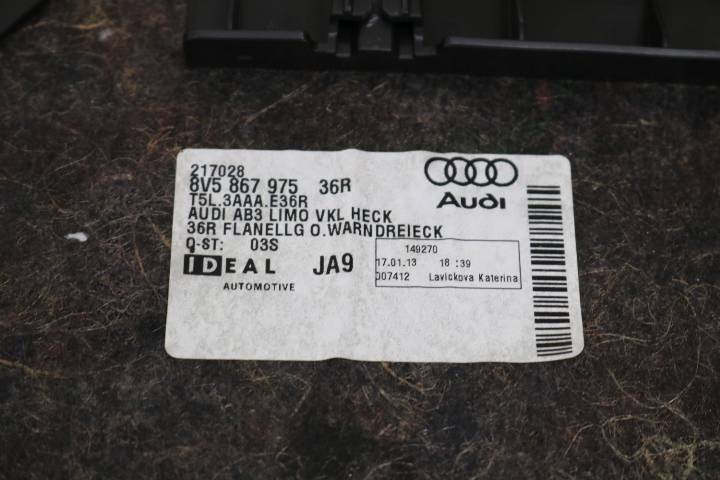 217028
8V5 867 975 36R
T5L.3AAA.E36R
AUDI AB3 LIMO VKL HECK
36R FLANELLG O.WARNDREIECK
Q-ST: 03S
IDEAL JA9
AUTOMOTIVE
Audi
149270
17.01.13 18:39
007412 Lavickova Katerina